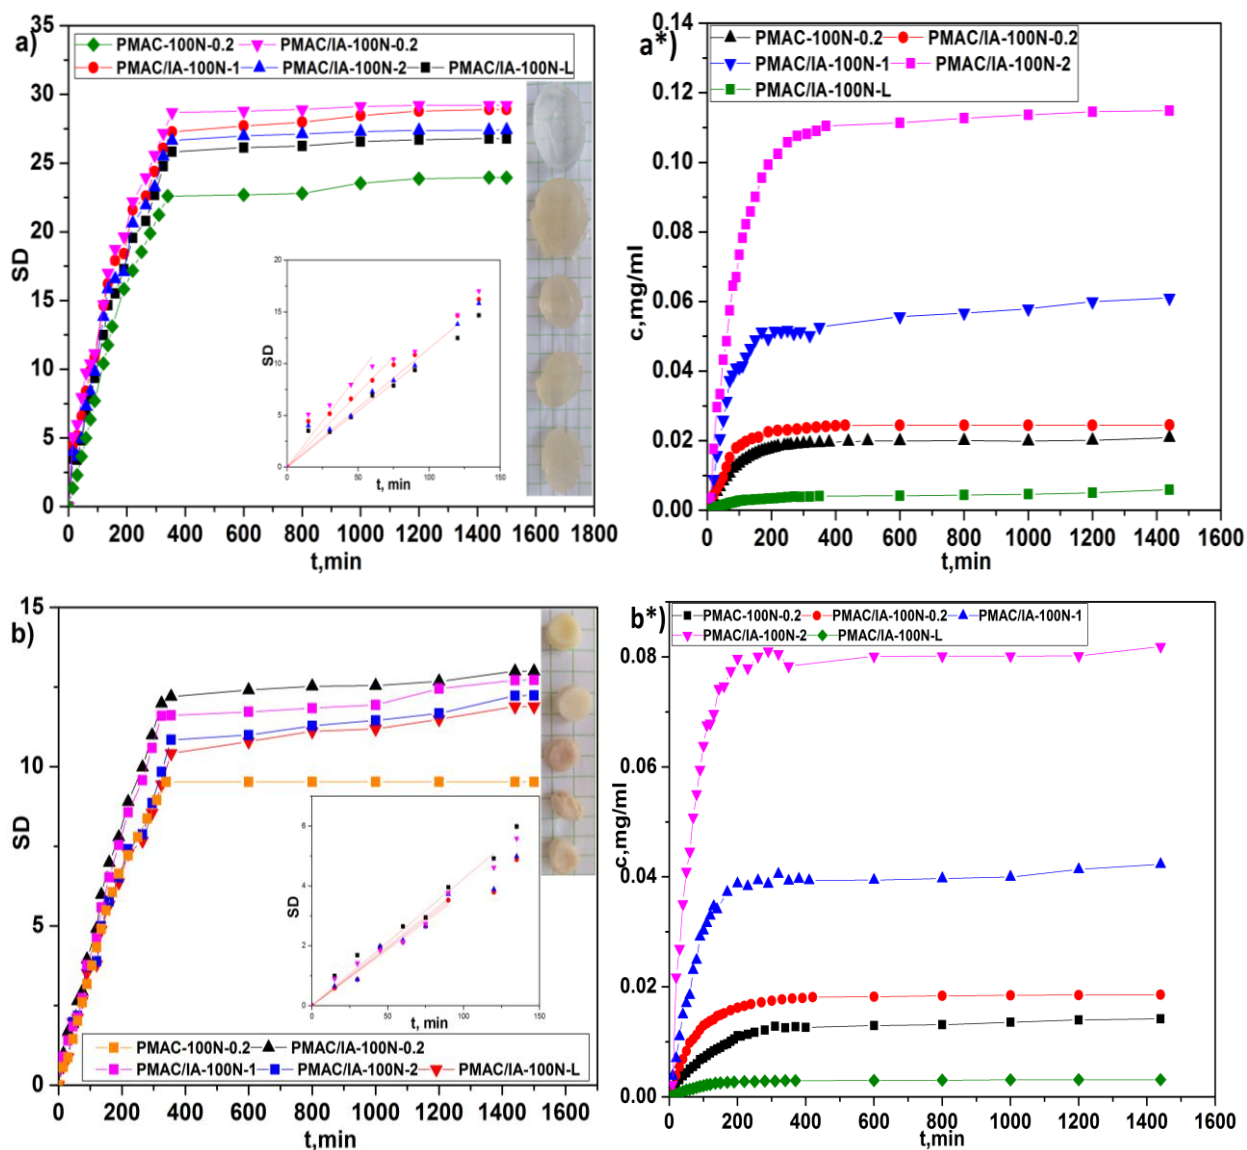 a)
PMAC-100N-0.2 PMAC/IA-100N-0.2
PMAC/IA-100N-1 PMAC/IA-100N-2 PMAC/IA-100N-L
SD
35
30
25
20
15
10
5
0
0 200 400 600 800 1000 1200 1400 1600 1800
t,min
SD
20
15
10
5
0
0 50 100 150
t, min
a*)
PMAC-100N-0.2 PMAC/IA-100N-0.2
PMAC/IA-100N-1 PMAC/IA-100N-2
PMAC/IA-100N-L
c,mg/ml
0.14
0.12
0.10
0.08
0.06
0.04
0.02
0.00
0 200 400 600 800 1000 1200 1400 1600
t,min
b)
SD
15
10
5
0
0 200 400 600 800 1000 1200 1400 1600
t,min
SD
6
4
2
0
0 50 100 150
t, min
PMAC-100N-0.2 PMAC/IA-100N-0.2
PMAC/IA-100N-1 PMAC/IA-100N-2 PMAC/IA-100N-L
b*)
PMAC-100N-0.2 PMAC/IA-100N-0.2 PMAC/IA-100N-1
PMAC/IA-100N-2 PMAC/IA-100N-L
c,mg/ml
0.08
0.06
0.04
0.02
0.00
0 200 400 600 800 1000 1200 1400 1600
t,min